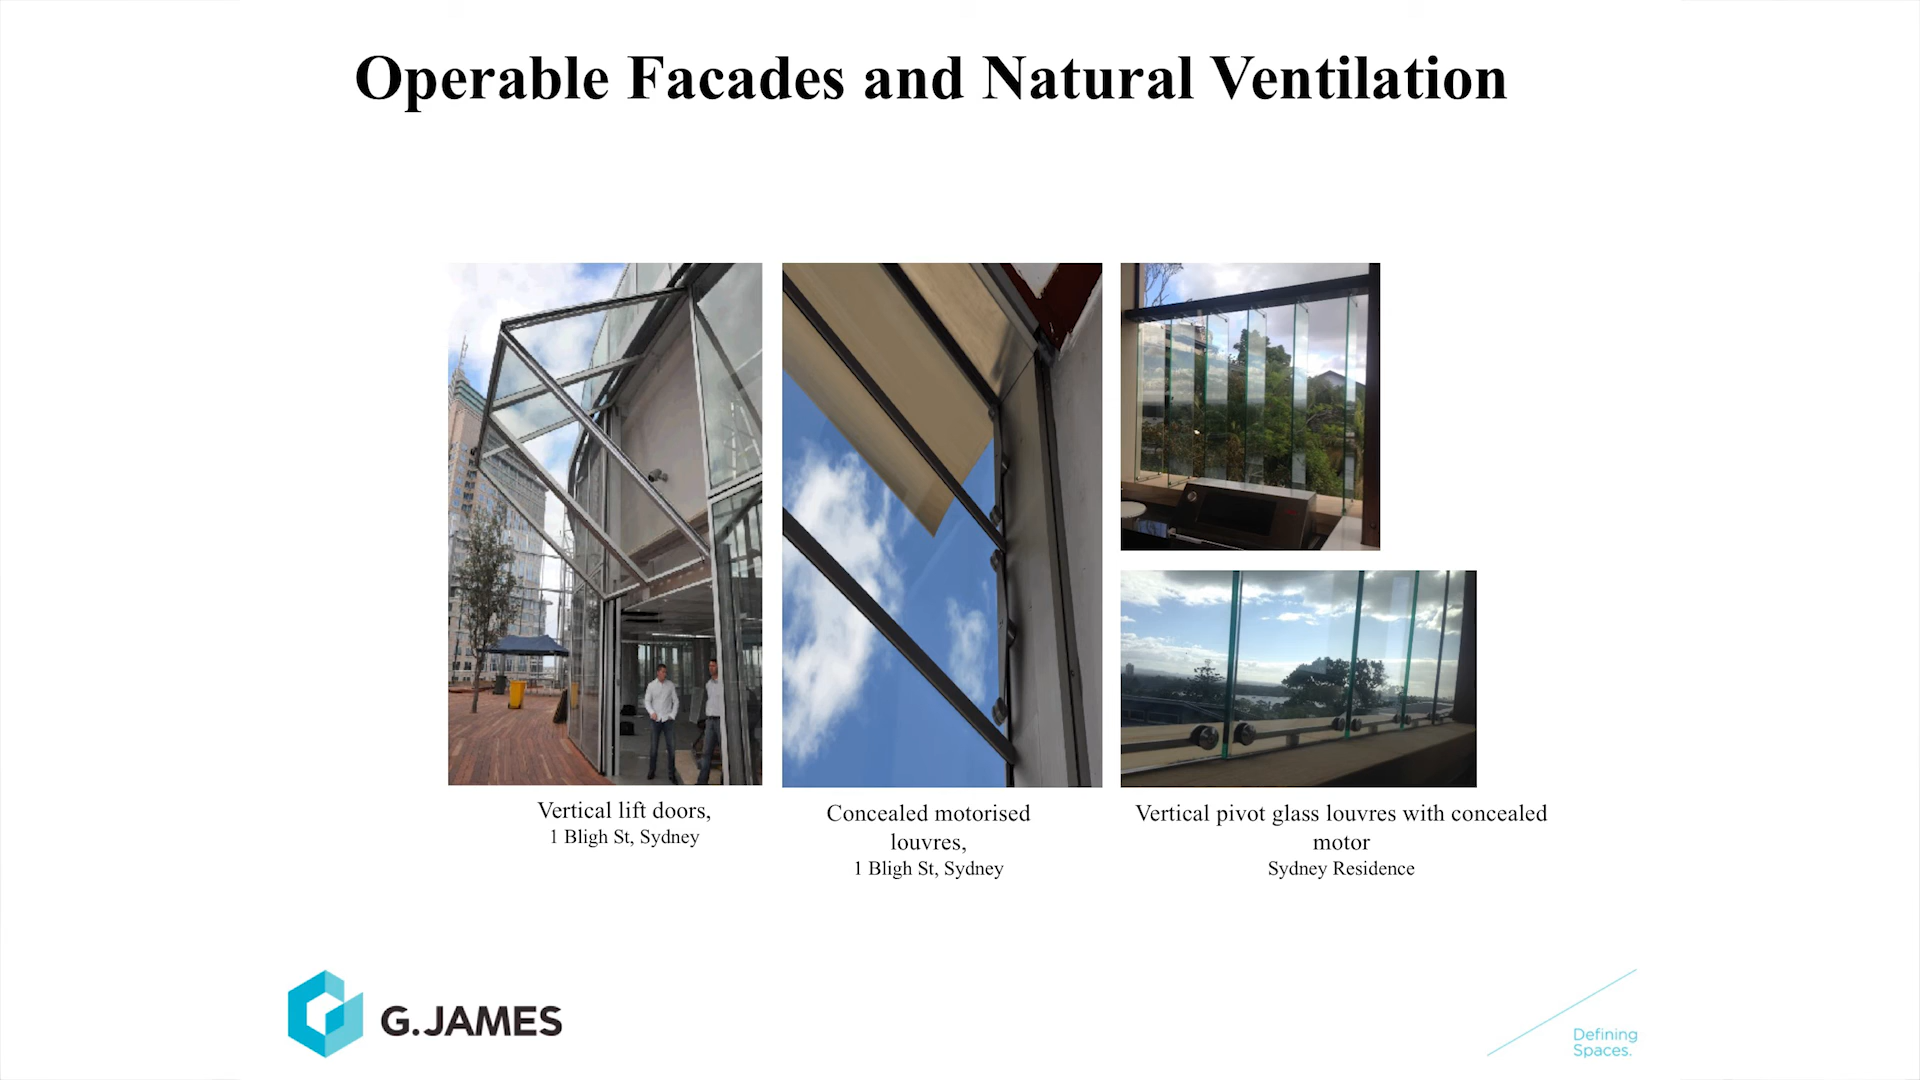 Operable Facades and Natural Ventilation
Vertical lift doors,
1 Bligh St, Sydney
Concealed motorised
louvres,
1 Bligh St, Sydney
Vertical pivot glass louvres with concealed
motor
Sydney Residence
G.JAMES
Defining
Spaces.